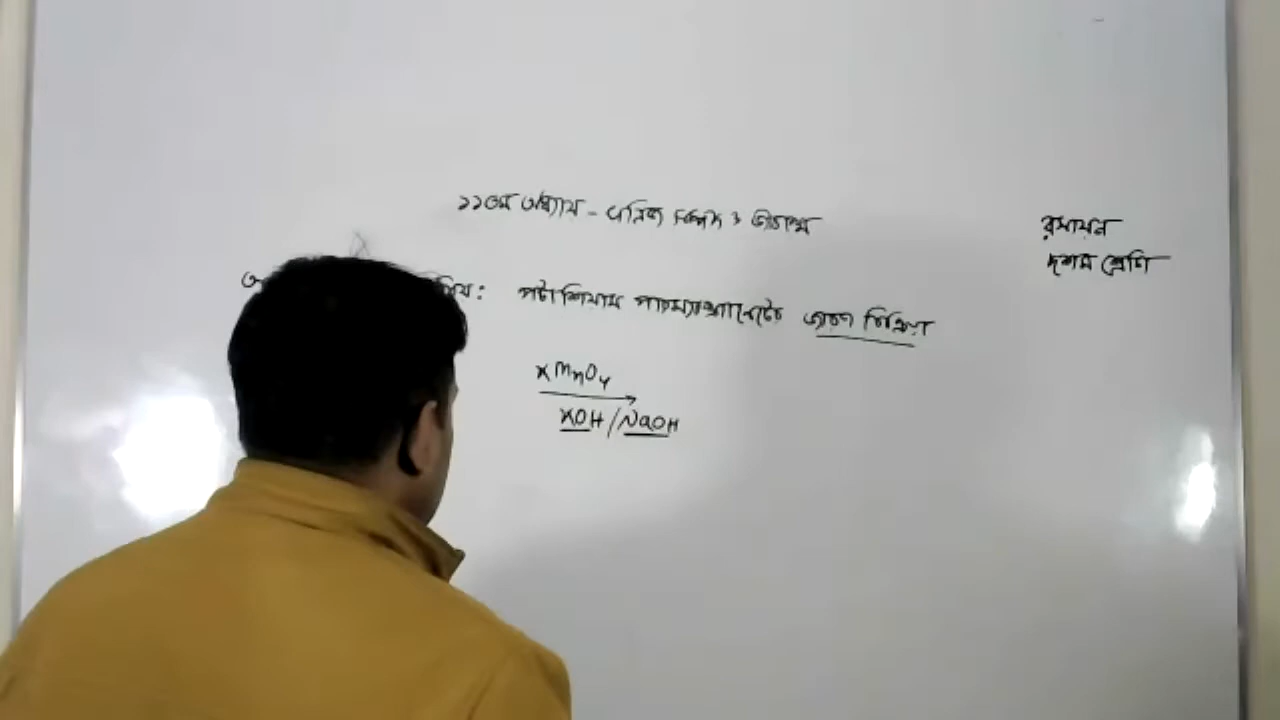 ১১তম অধ্যায় - খনিজ সম্পদ ও জীবাশ্ম
রসায়ন
দশম শ্রেণি
পটাশিয়াম পারম্যাঙ্গানেটের জারণ বিক্রিয়া
KMnO4
KOH/NaOH